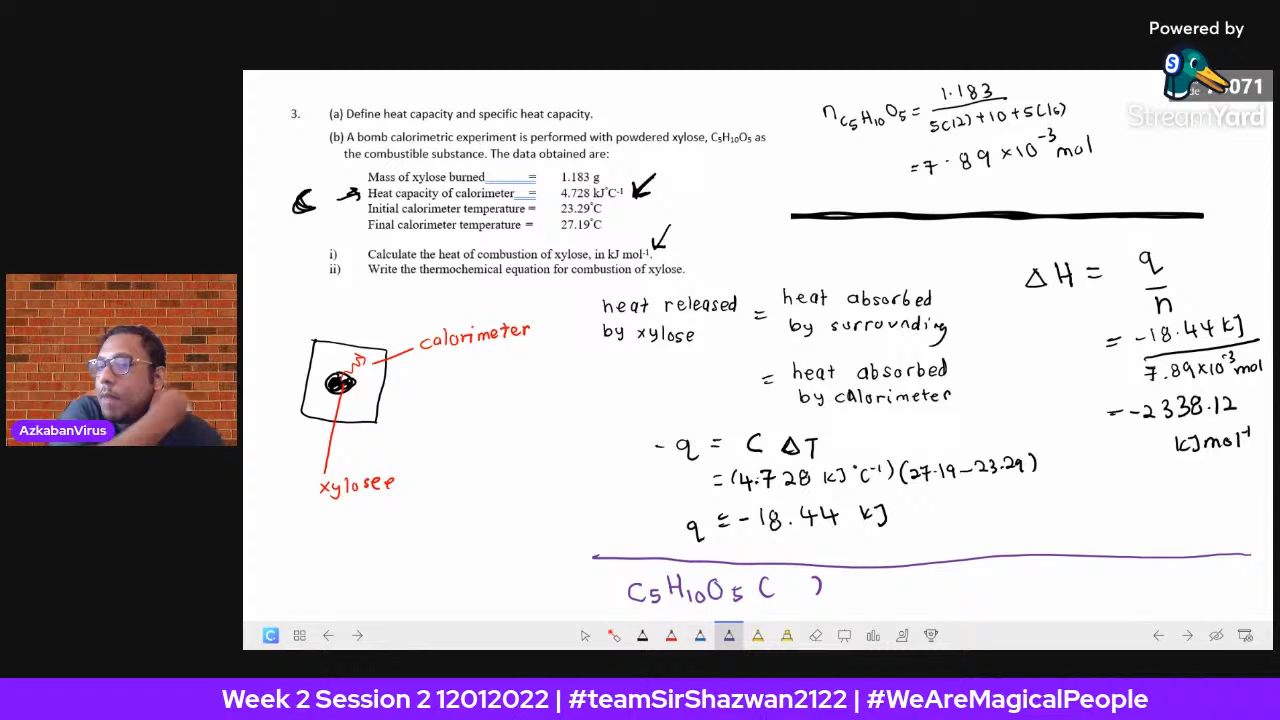 Powered by
071
StreamYard
3. (a) Define heat capacity and specific heat capacity.
(b) A bomb calorimetric experiment is performed with powdered xylose, C₅H₁₀O₅ as
the combustible substance. The data obtained are:
Mass of xylose burned = 1.183 g
Heat capacity of calorimeter = 4.728 kJ°C⁻¹
Initial calorimeter temperature = 23.29°C
Final calorimeter temperature = 27.19°C
i) Calculate the heat of combustion of xylose, in kJ mol⁻¹.
ii) Write the thermochemical equation for combustion of xylose.
n C₅H₁₀O₅ = 1.183 / 5(12)+10+5(16)
= 7.89 x 10⁻³ mol
heat released by xylose = heat absorbed by surrounding
= heat absorbed by calorimeter
- q = C ΔT
= (4.728 kJ°C⁻¹)(27.19-23.29)
q = -18.44 kJ
ΔH = q / n
= -18.44 kJ / 7.89x10⁻³ mol
= -2338.12
kJmol⁻¹
calorimeter
xylosee
C₅H₁₀O₅ ( )
AzkabanVirus
Week 2 Session 2 12012022 | #teamSirShazwan2122 | #WeAreMagicalPeople